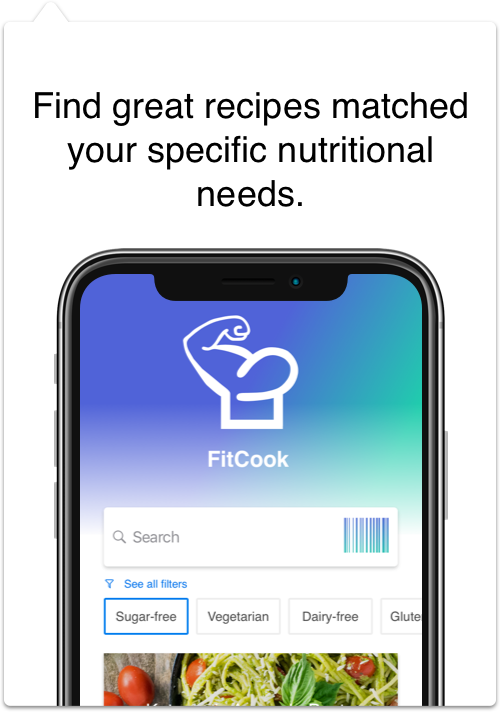 Find great recipes matched
your specific nutritional
needs.
FitCook
Search
See all filters
Sugar-free
Vegetarian
Dairy-free
Glute